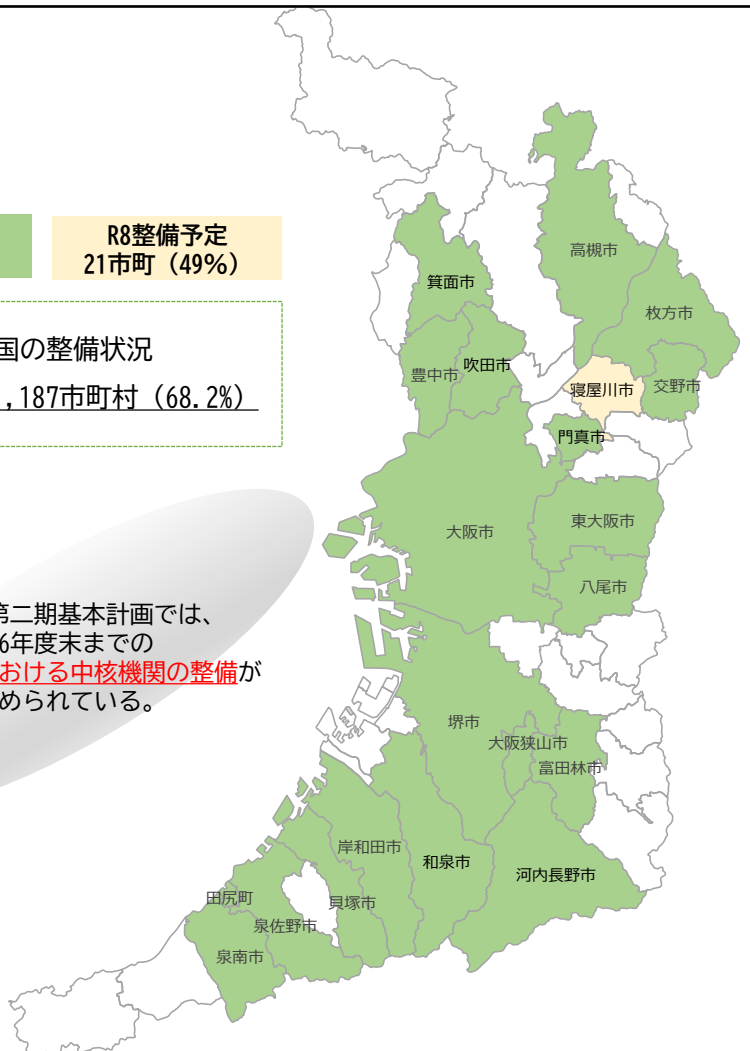 R8整備予定
21市町（49%）
国の整備状況
,187市町村（68.2%）
第二期基本計画では、
6年度末までの
おける中核機関の整備が
められている。
高槻市
箕面市
枚方市
豊中市
吹田市
寝屋川市
交野市
門真市
大阪市
東大阪市
八尾市
堺市
大阪狭山市
富田林市
岸和田市
和泉市
河内長野市
田尻町
貝塚市
泉佐野市
泉南市